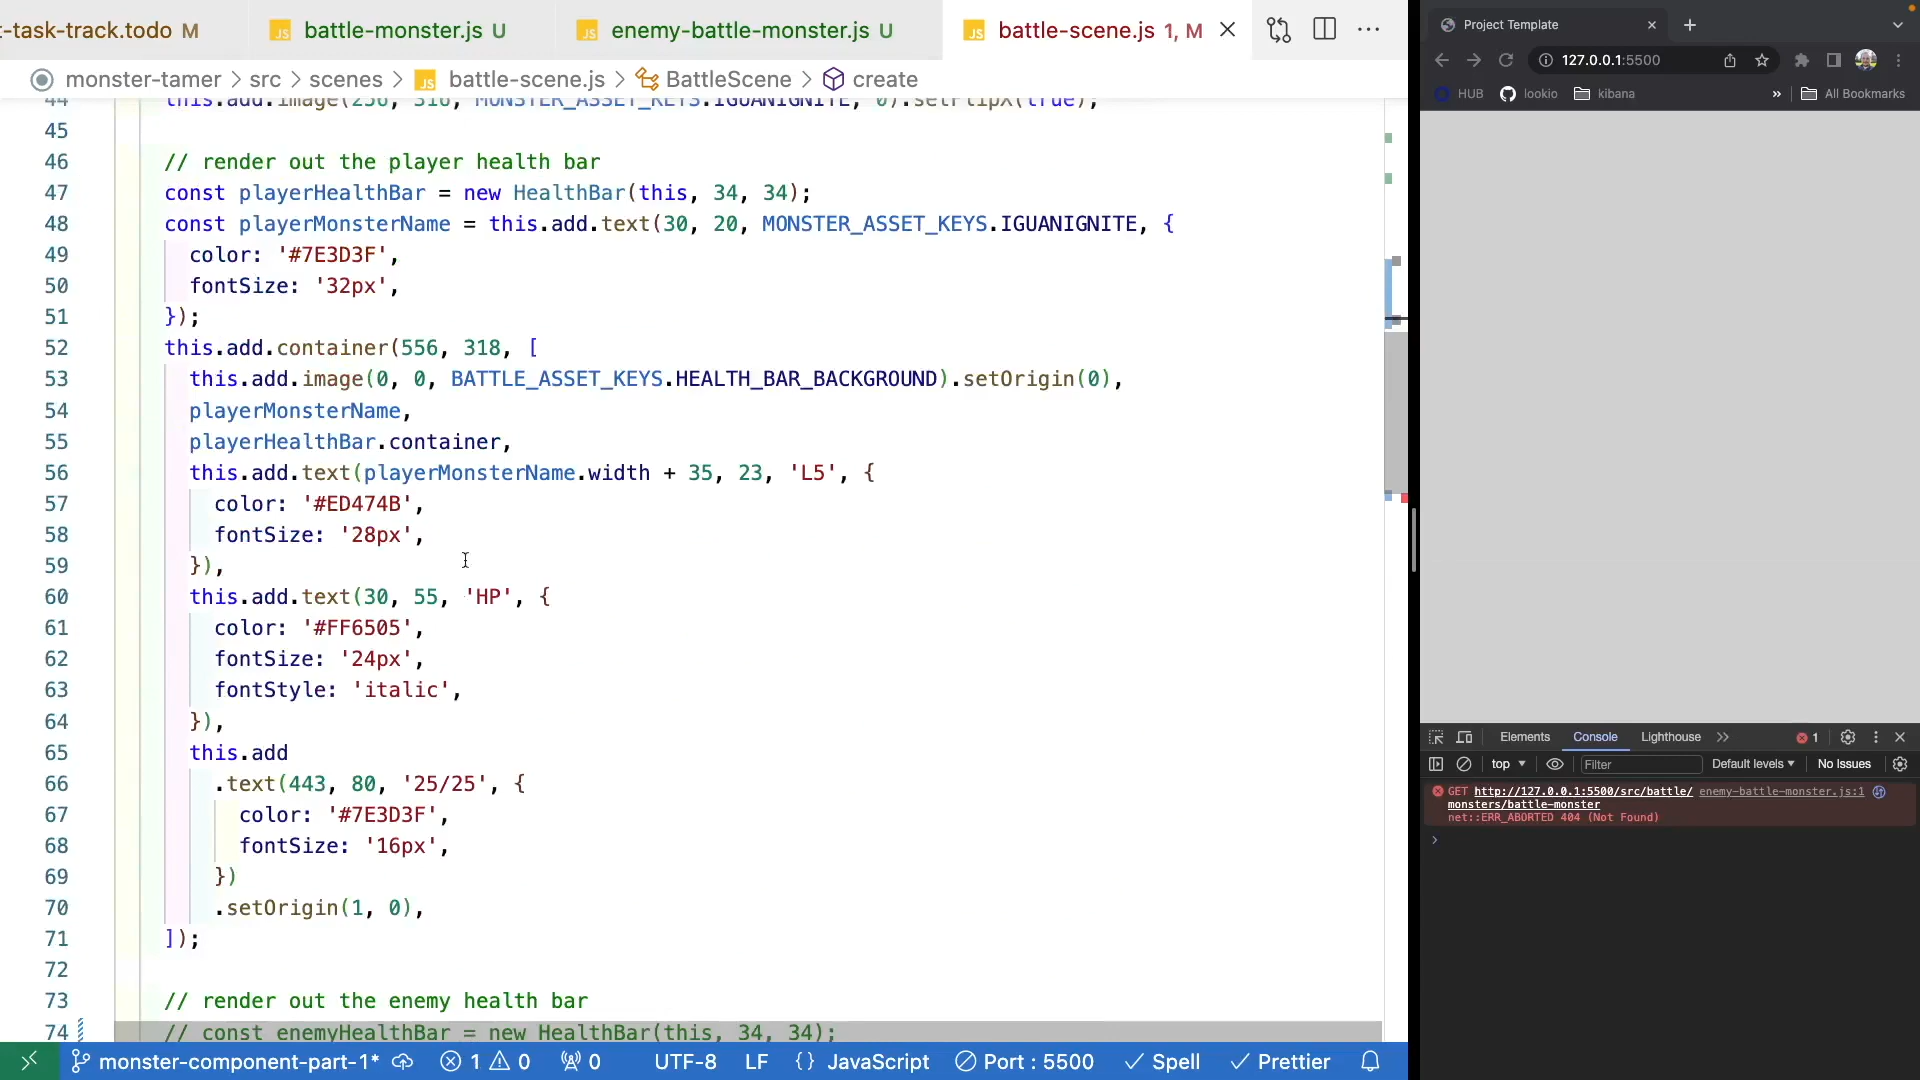 -task-track.todo M
battle-monster.js U
enemy-battle-monster.js U
battle-scene.js 1, M
monster-tamer > src > scenes > battle-scene.js > BattleScene > create
44 this.add.image(256, 316, MONSTER_ASSET_KEYS.IGUANIGNITE, 0).setFlipX(true);
45
46 // render out the player health bar
47 const playerHealthBar = new HealthBar(this, 34, 34);
48 const playerMonsterName = this.add.text(30, 20, MONSTER_ASSET_KEYS.IGUANIGNITE, {
49 color: '#7E3D3F',
50 fontSize: '32px',
51 });
52 this.add.container(556, 318, [
53 this.add.image(0, 0, BATTLE_ASSET_KEYS.HEALTH_BAR_BACKGROUND).setOrigin(0),
54 playerMonsterName,
55 playerHealthBar.container,
56 this.add.text(playerMonsterName.width + 35, 23, 'L5', {
57 color: '#ED474B',
58 fontSize: '28px',
59 }),
60 this.add.text(30, 55, 'HP', {
61 color: '#FF6505',
62 fontSize: '24px',
63 fontStyle: 'italic',
64 }),
65 this.add
66 .text(443, 80, '25/25', {
67 color: '#7E3D3F',
68 fontSize: '16px',
69 })
70 .setOrigin(1, 0),
71 ]);
72
73 // render out the enemy health bar
74 // const enemyHealthBar = new HealthBar(this, 34, 34);
monster-component-part-1* 1 0 0 UTF-8 LF {} JavaScript Port : 5500 Spell Prettier
Project Template
127.0.0.1:5500
HUB lookio kibana » All Bookmarks
Elements Console Lighthouse 1
top Filter Default levels No Issues
GET http://127.0.0.1:5500/src/battle/ enemy-battle-monster.js:1
monsters/battle-monster
net::ERR_ABORTED 404 (Not Found)